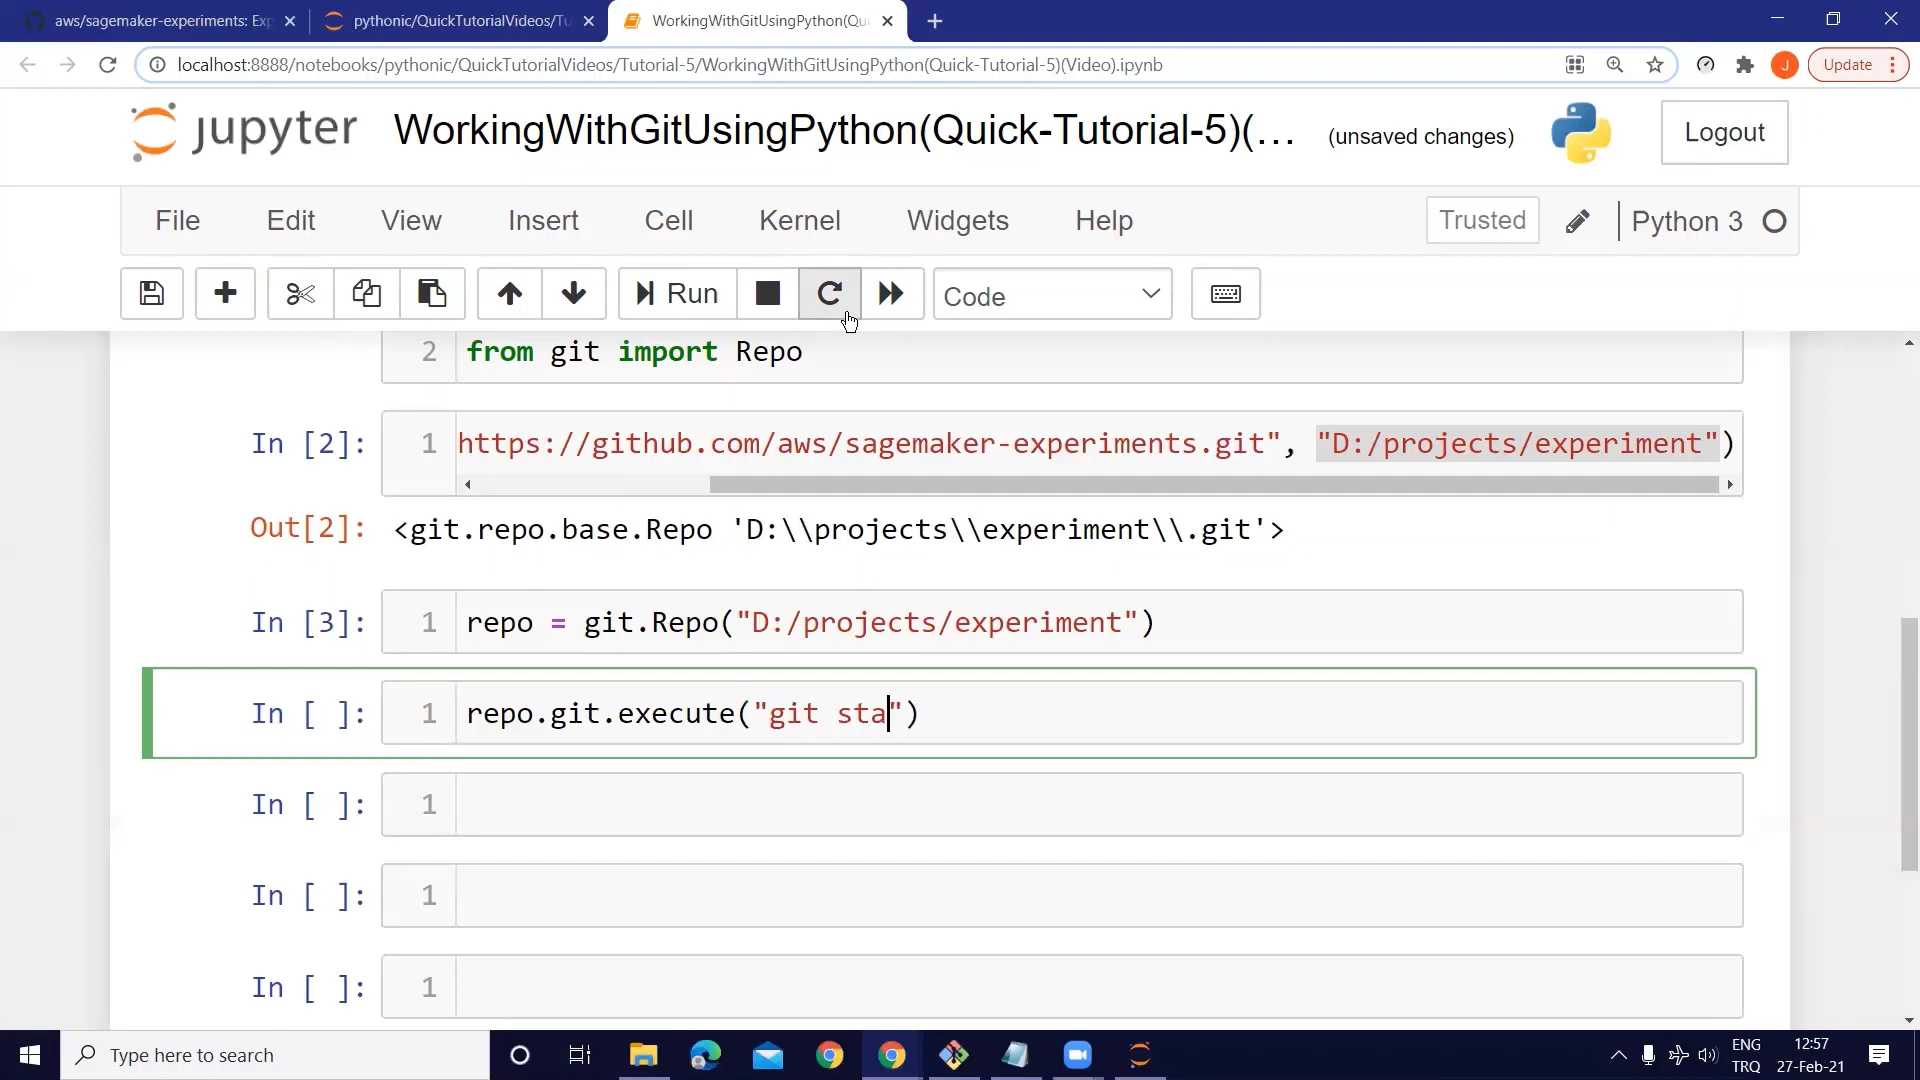 aws/sagemaker-experiments: Exp
pythonic/QuickTutorialVideos/Tu
WorkingWithGitUsingPython(Qu
localhost:8888/notebooks/pythonic/QuickTutorialVideos/Tutorial-5/WorkingWithGitUsingPython(Quick-Tutorial-5)(Video).ipynb
J
Update
jupyter
WorkingWithGitUsingPython(Quick-Tutorial-5)(...
(unsaved changes)
Logout
File Edit View Insert Cell Kernel Widgets Help
Trusted
Python 3
Run
Code
2 from git import Repo
In [2]: 1 https://github.com/aws/sagemaker-experiments.git", "D:/projects/experiment")
Out[2]: <git.repo.base.Repo 'D:\\projects\\experiment\\.git'>
In [3]: 1 repo = git.Repo("D:/projects/experiment")
In [ ]: 1 repo.git.execute("git sta")
In [ ]: 1
In [ ]: 1
In [ ]: 1
Type here to search
ENG
TRQ
12:57
27-Feb-21